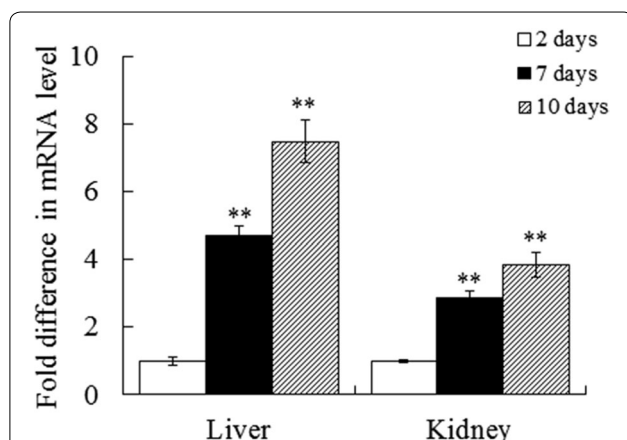 Fold difference in mRNA level
10
8
6
4
2
0
2 days
7 days
10 days
**
**
**
**
Liver Kidney